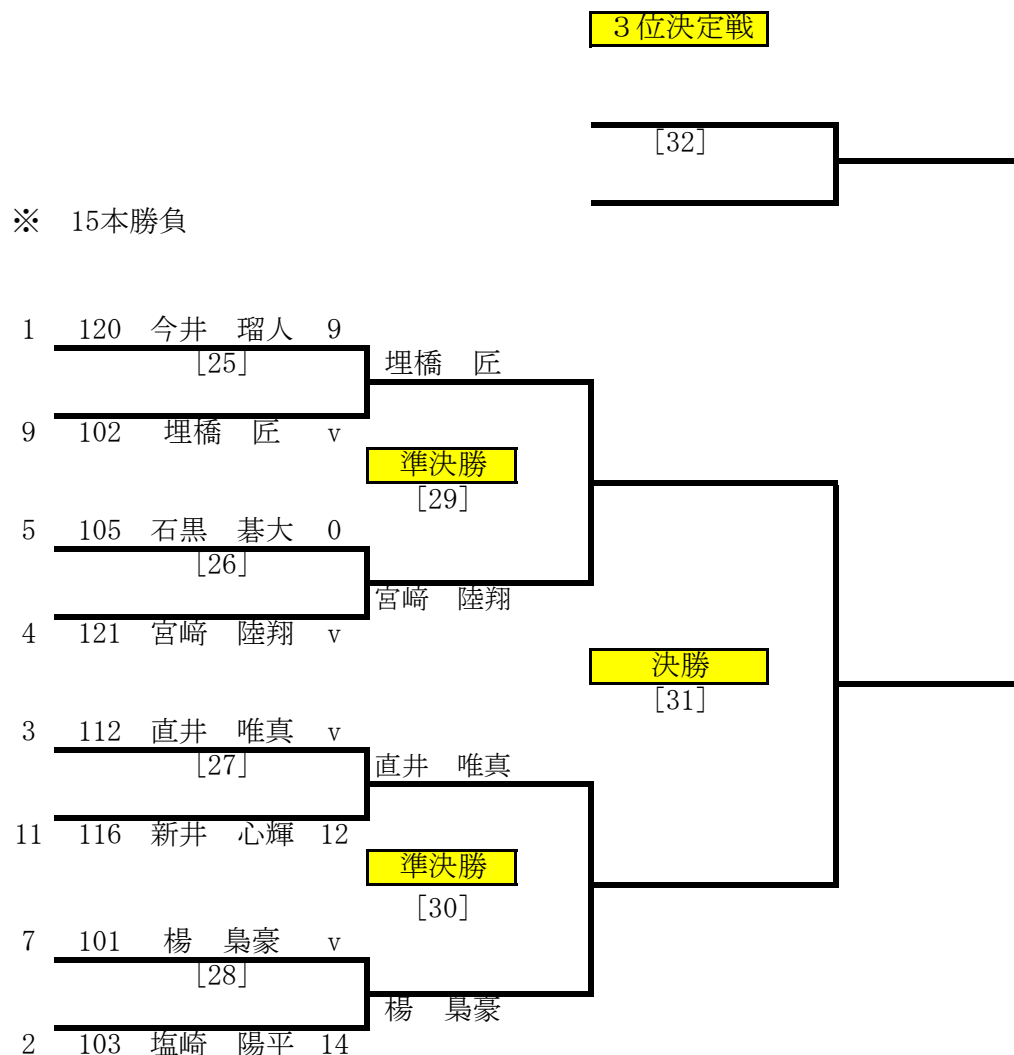 ３位決定戦
［32］
※　15本勝負
1　120　今井　瑠人　9
［25］
埋橋　匠
9　102　埋橋　匠　v
準決勝
［29］
5　105　石黒　碁大　0
［26］
宮﨑　陸翔
4　121　宮﨑　陸翔　v
決勝
［31］
3　112　直井　唯真　v
［27］
直井　唯真
11　116　新井　心輝　12
準決勝
［30］
7　101　楊　梟豪　v
［28］
楊　梟豪
2　103　塩崎　陽平　14